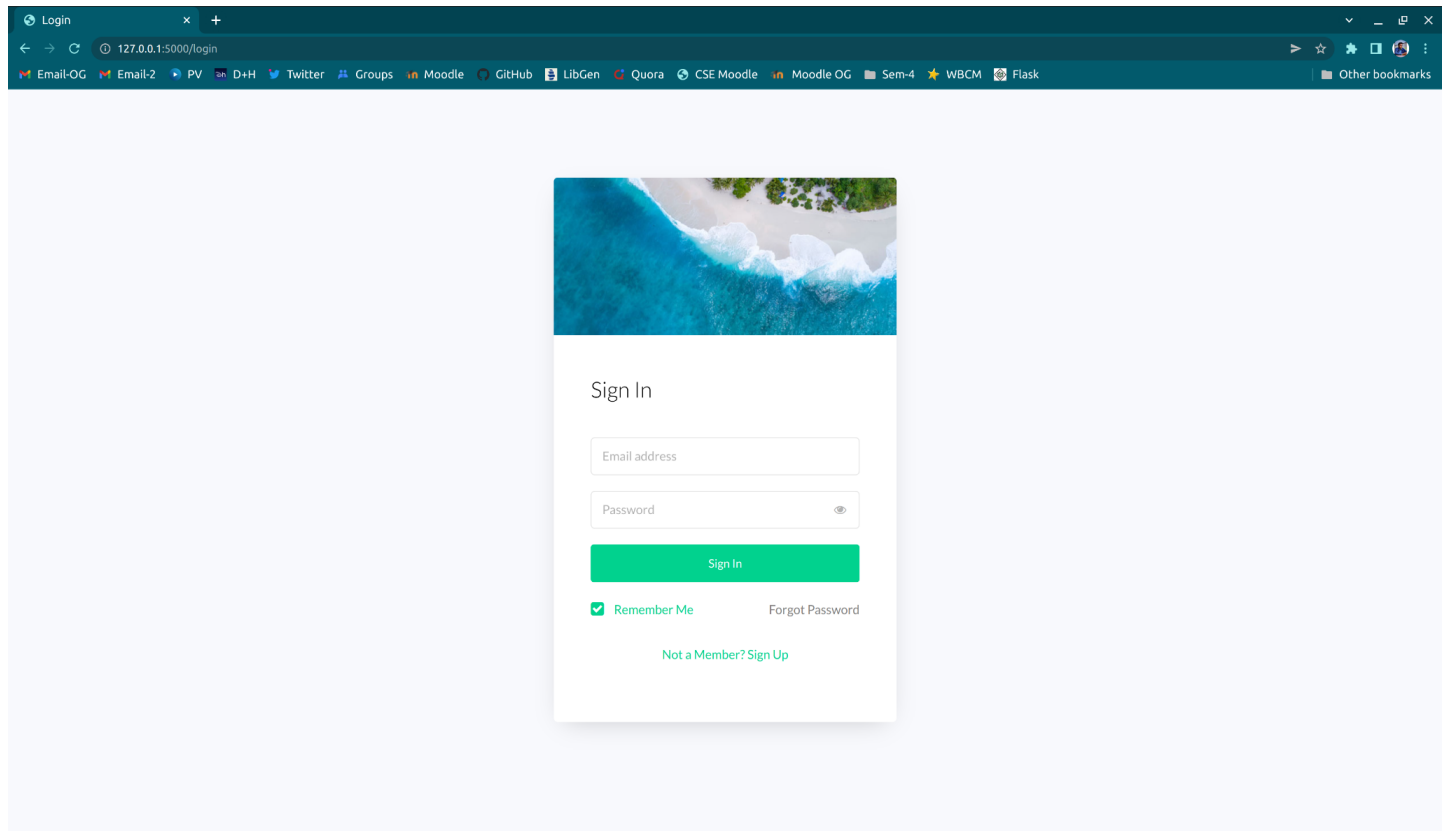 Login
127.0.0.1:5000/login
Email-OG Email-2 PV D+H Twitter Groups Moodle GitHub LibGen Quora CSE Moodle Moodle OG Sem-4 WBCM Flask Other bookmarks
Sign In
Email address
Password
Sign In
Remember Me Forgot Password
Not a Member? Sign Up